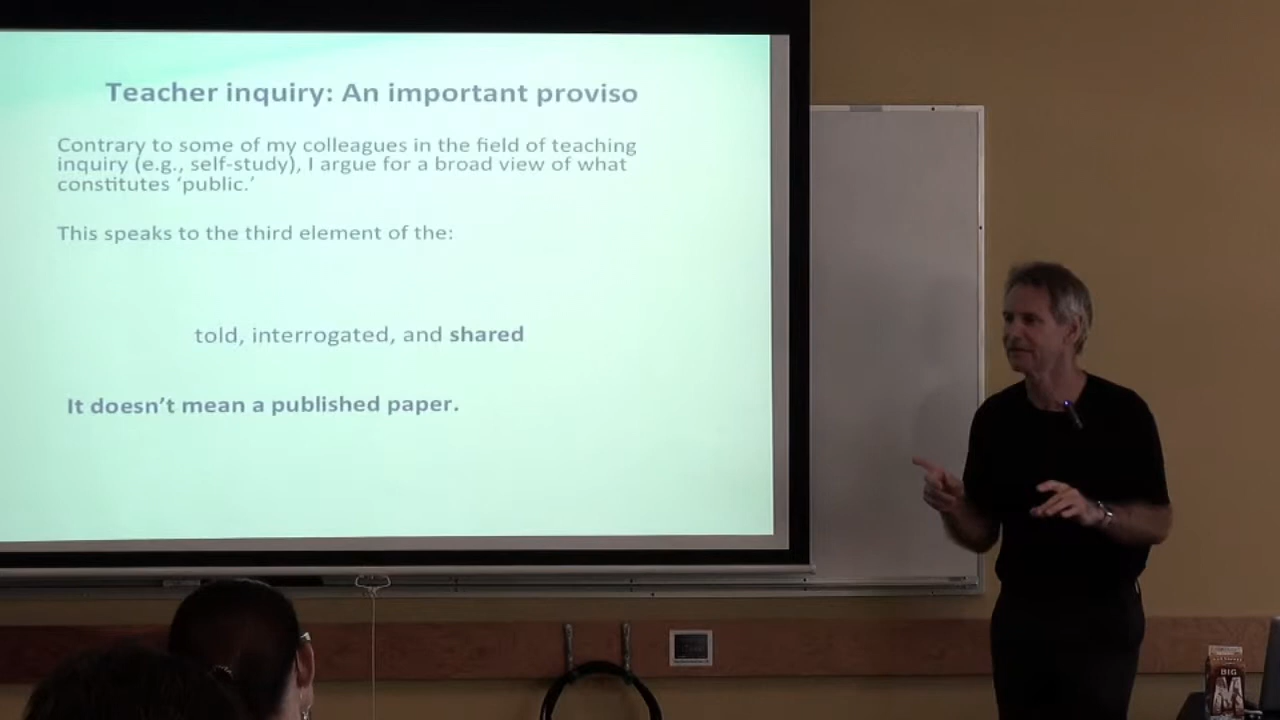 Teacher inquiry: An important proviso
Contrary to some of my colleagues in the field of teaching
inquiry (e.g., self-study), I argue for a broad view of what
constitutes ‘public.’
This speaks to the third element of the:
told, interrogated, and shared
It doesn’t mean a published paper.
BIG